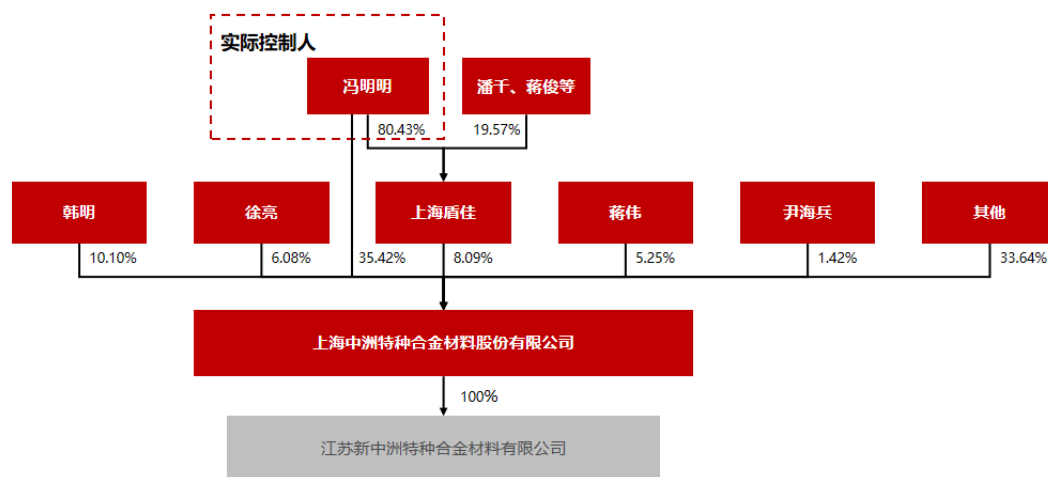 实际控制人
冯明明
潘千、蒋俊等
80.43%
19.57%
韩明
徐亮
上海盾佳
蒋伟
尹海兵
其他
10.10%
6.08%
35.42%
8.09%
5.25%
1.42%
33.64%
上海中洲特种合金材料股份有限公司
100%
江苏新中洲特种合金材料有限公司